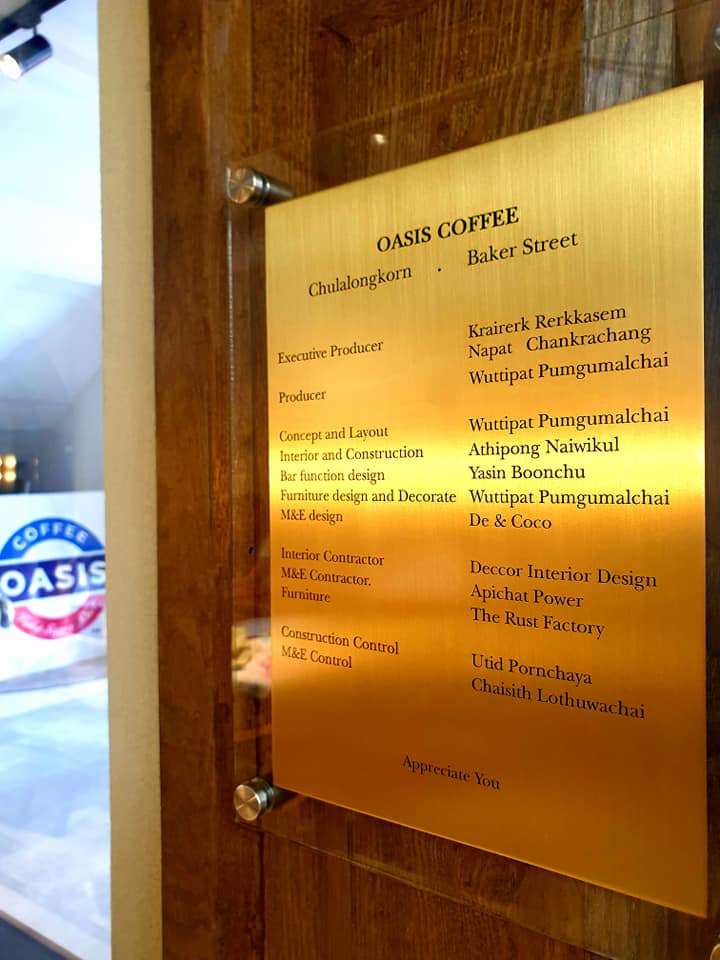 OASIS COFFEE
Chulalongkorn · Baker Street
Krairerk Rerkkasem
Executive Producer Napat Chankrachang
Producer Wuttipat Pumgumalchai
Concept and Layout Wuttipat Pumgumalchai
Interior and Construction Athipong Naiwikul
Bar function design Yasin Boonchu
Furniture design and Decorate Wuttipat Pumgumalchai
M&E design De & Coco
Interior Contractor Deccor Interior Design
M&E Contractor. Apichat Power
Furniture The Rust Factory
Construction Control Utid Pornchaya
M&E Control Chaisith Lothuwachai
Appreciate You
COFFEE
OASIS